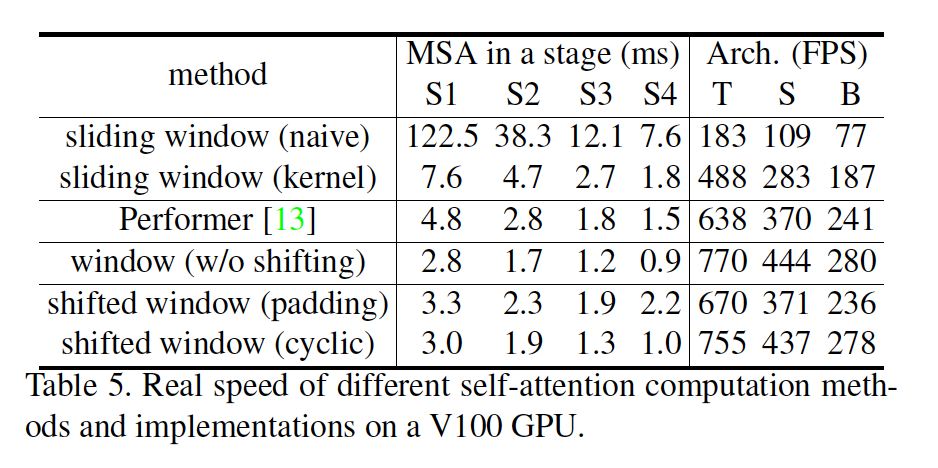 method MSA in a stage (ms) Arch. (FPS)
S1 S2 S3 S4 T S B
sliding window (naive) 122.5 38.3 12.1 7.6 183 109 77
sliding window (kernel) 7.6 4.7 2.7 1.8 488 283 187
Performer [13] 4.8 2.8 1.8 1.5 638 370 241
window (w/o shifting) 2.8 1.7 1.2 0.9 770 444 280
shifted window (padding) 3.3 2.3 1.9 2.2 670 371 236
shifted window (cyclic) 3.0 1.9 1.3 1.0 755 437 278
Table 5. Real speed of different self-attention computation meth-
ods and implementations on a V100 GPU.